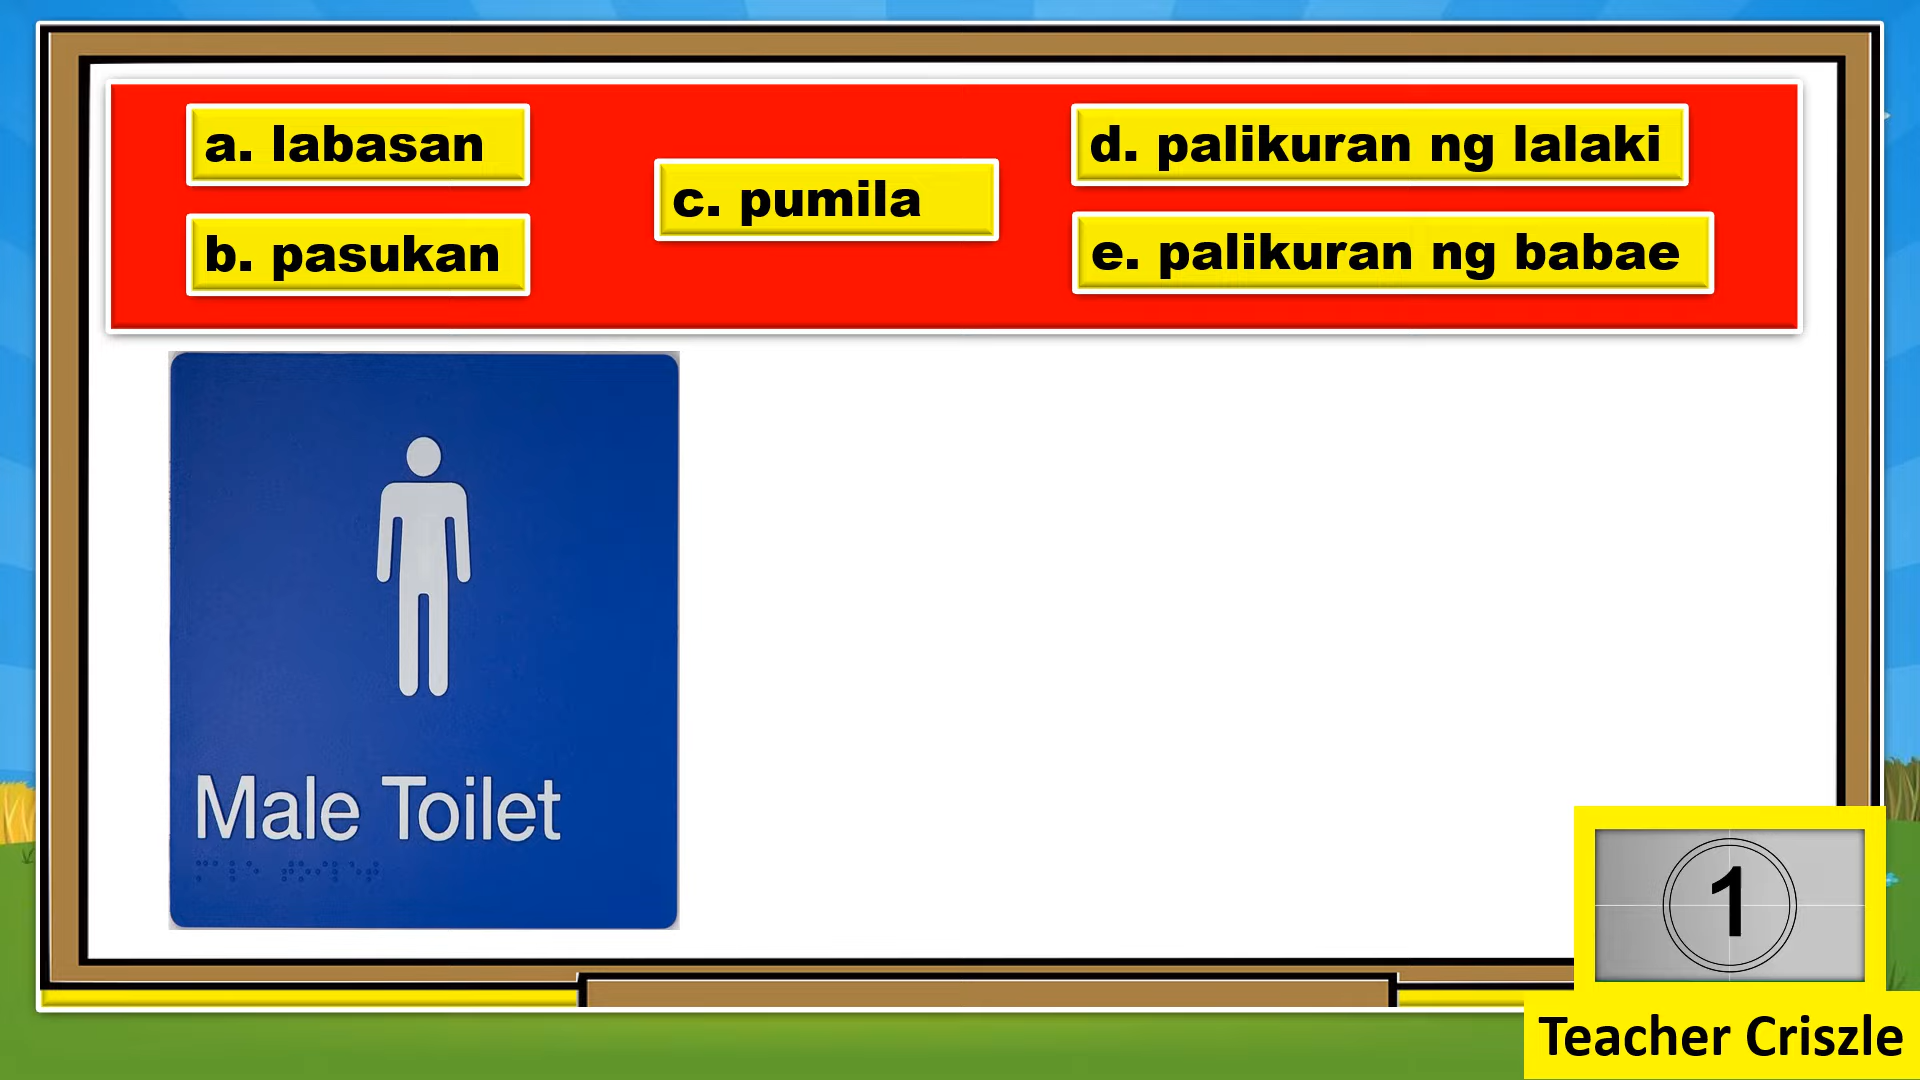 a. labasan
b. pasukan
c. pumila
d. palikuran ng lalaki
e. palikuran ng babae
Male Toilet
1
Teacher Criszle